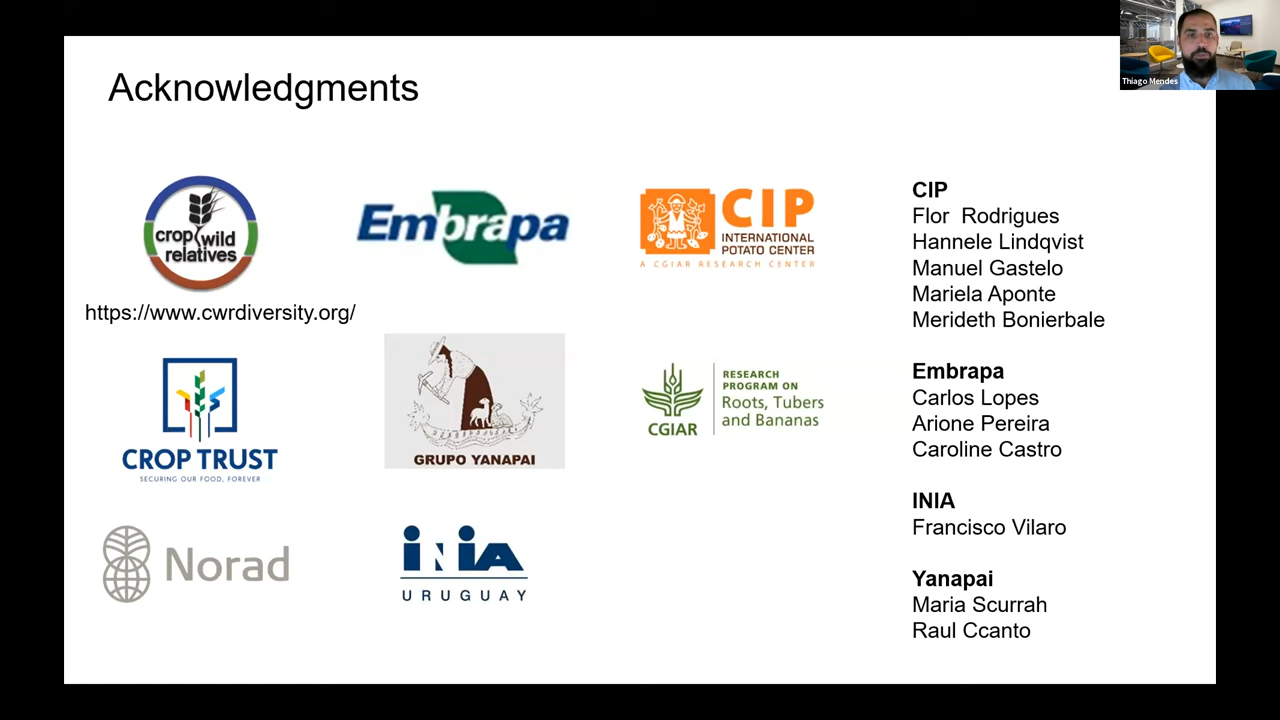 Thiago Mendes
Acknowledgments
crop wild
relatives
https://www.cwrdiversity.org/
Embrapa
CIP
INTERNATIONAL
POTATO CENTER
A CGIAR RESEARCH CENTER
CROP TRUST
SECURING OUR FOOD, FOREVER
GRUPO YANAPAI
CGIAR
RESEARCH
PROGRAM ON
Roots, Tubers
and Bananas
Norad
iNiA
URUGUAY
CIP
Flor Rodrigues
Hannele Lindqvist
Manuel Gastelo
Mariela Aponte
Merideth Bonierbale
Embrapa
Carlos Lopes
Arione Pereira
Caroline Castro
INIA
Francisco Vilaro
Yanapai
Maria Scurrah
Raul Ccanto